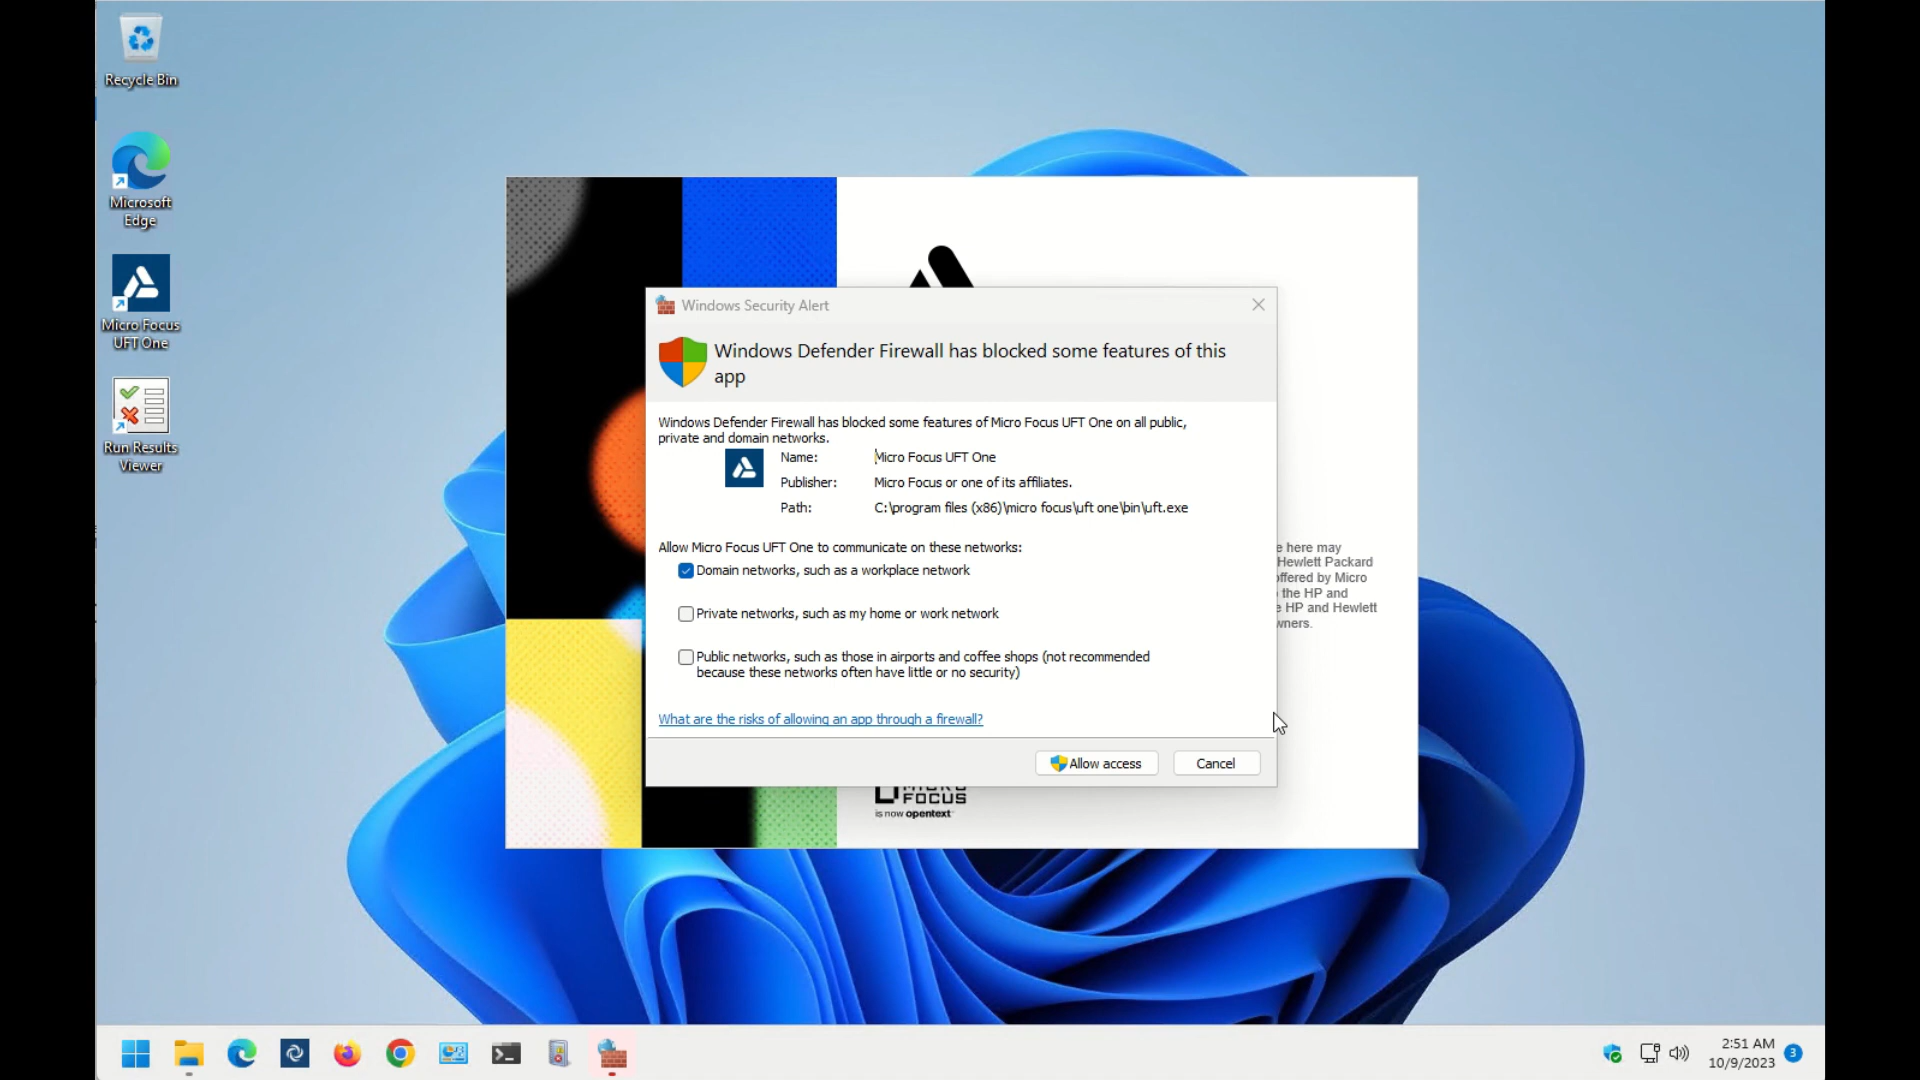 Recycle Bin
Microsoft
Edge
Micro Focus
UFT One
Run Results
Viewer
Windows Security Alert
Windows Defender Firewall has blocked some features of this
app
Windows Defender Firewall has blocked some features of Micro Focus UFT One on all public,
private and domain networks.
Name: Micro Focus UFT One
Publisher: Micro Focus or one of its affiliates.
Path: C:\program files (x86)\micro focus\uft one\bin\uft.exe
Allow Micro Focus UFT One to communicate on these networks:
Domain networks, such as a workplace network
Private networks, such as my home or work network
Public networks, such as those in airports and coffee shops (not recommended
because these networks often have little or no security)
What are the risks of allowing an app through a firewall?
Allow access
Cancel
e here may
Hewlett Packard
offered by Micro
the HP and
HP and Hewlett
MICRO
FOCUS
is now opentext™
2:51 AM
10/9/2023
3